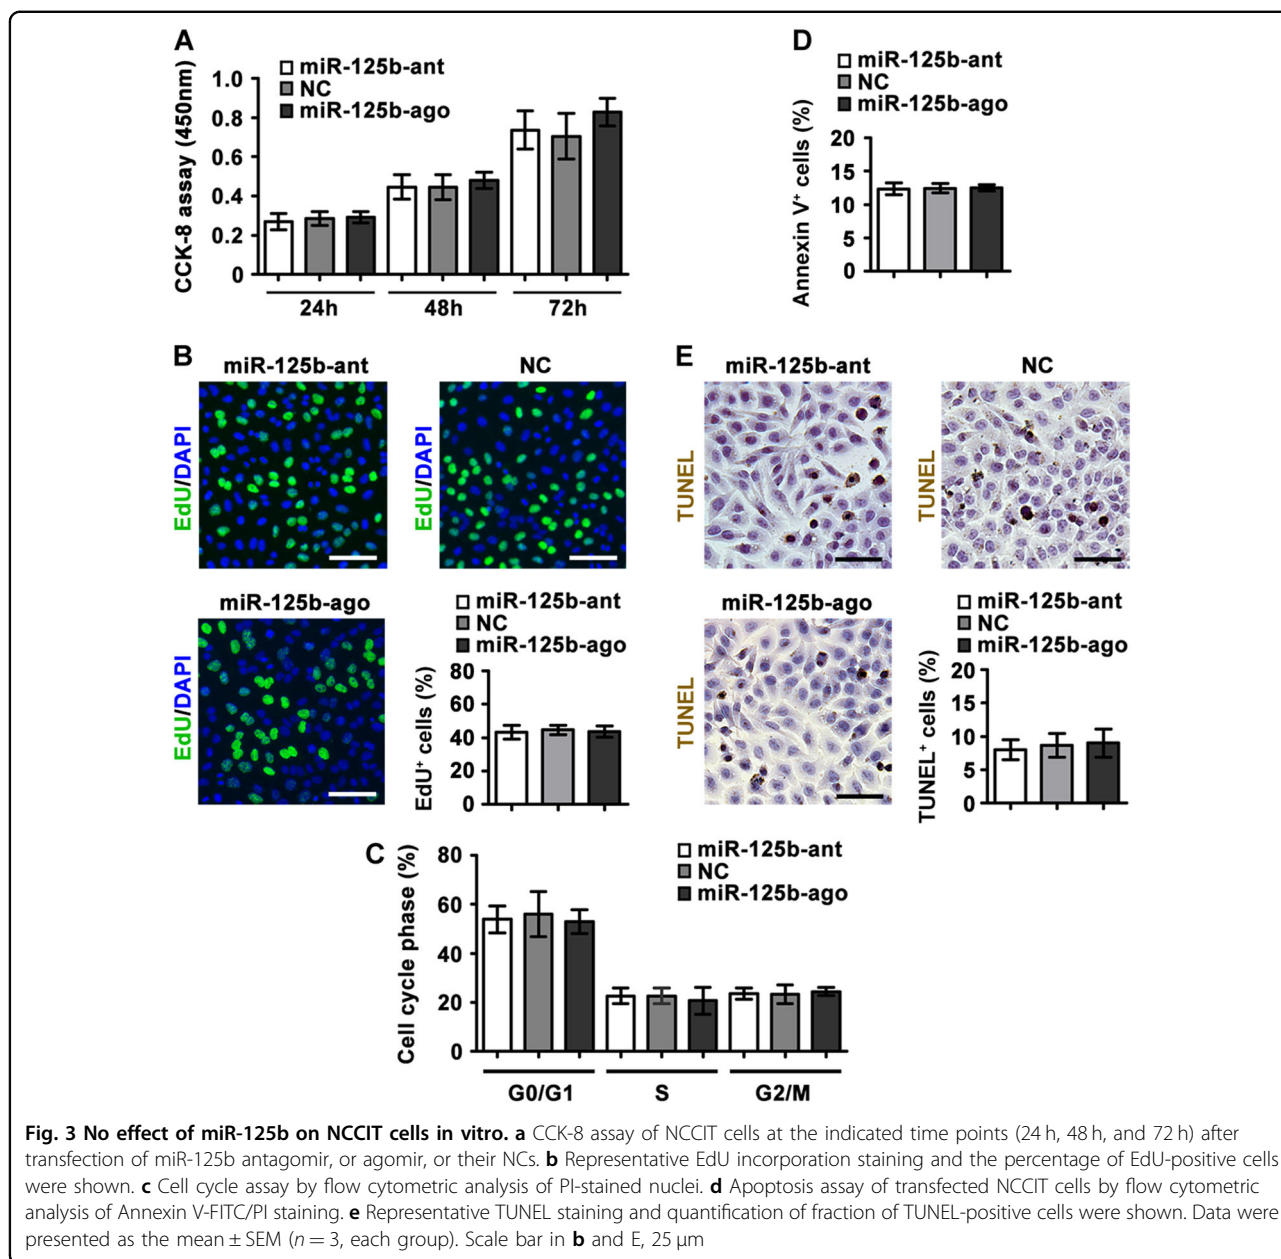 A
miR-125b-ant
NC
miR-125b-ago
CCK-8 assay (450nm)
1.0
0.8
0.6
0.4
0.2
0
24h
48h
72h
D
miR-125b-ant
NC
miR-125b-ago
Annexin V⁺ cells (%)
20
15
10
5
0
B
miR-125b-ant
EdU/DAPI
NC
EdU/DAPI
miR-125b-ago
EdU/DAPI
miR-125b-ant
NC
miR-125b-ago
EdU⁺ cells (%)
80
60
40
20
0
E
miR-125b-ant
TUNEL
NC
TUNEL
miR-125b-ago
TUNEL
miR-125b-ant
NC
miR-125b-ago
TUNEL⁺ cells (%)
20
15
10
5
0
C
miR-125b-ant
NC
miR-125b-ago
Cell cycle phase (%)
80
60
40
20
0
G0/G1
S
G2/M
Fig. 3 No effect of miR-125b on NCCIT cells in vitro. a CCK-8 assay of NCCIT cells at the indicated time points (24 h, 48 h, and 72 h) after
transfection of miR-125b antagomir, or agomir, or their NCs. b Representative EdU incorporation staining and the percentage of EdU-positive cells
were shown. c Cell cycle assay by flow cytometric analysis of PI-stained nuclei. d Apoptosis assay of transfected NCCIT cells by flow cytometric
analysis of Annexin V-FITC/PI staining. e Representative TUNEL staining and quantification of fraction of TUNEL-positive cells were shown. Data were
presented as the mean ± SEM (n = 3, each group). Scale bar in b and E, 25 μm